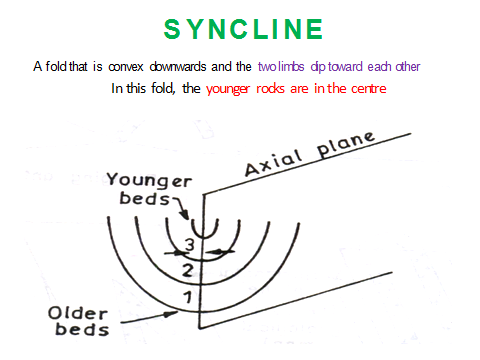 SYNCLINE
A fold that is convex downwards and the two limbs dip toward each other
In this fold, the younger rocks are in the centre
Axial plane
Younger
beds
3
2
1
Older
beds